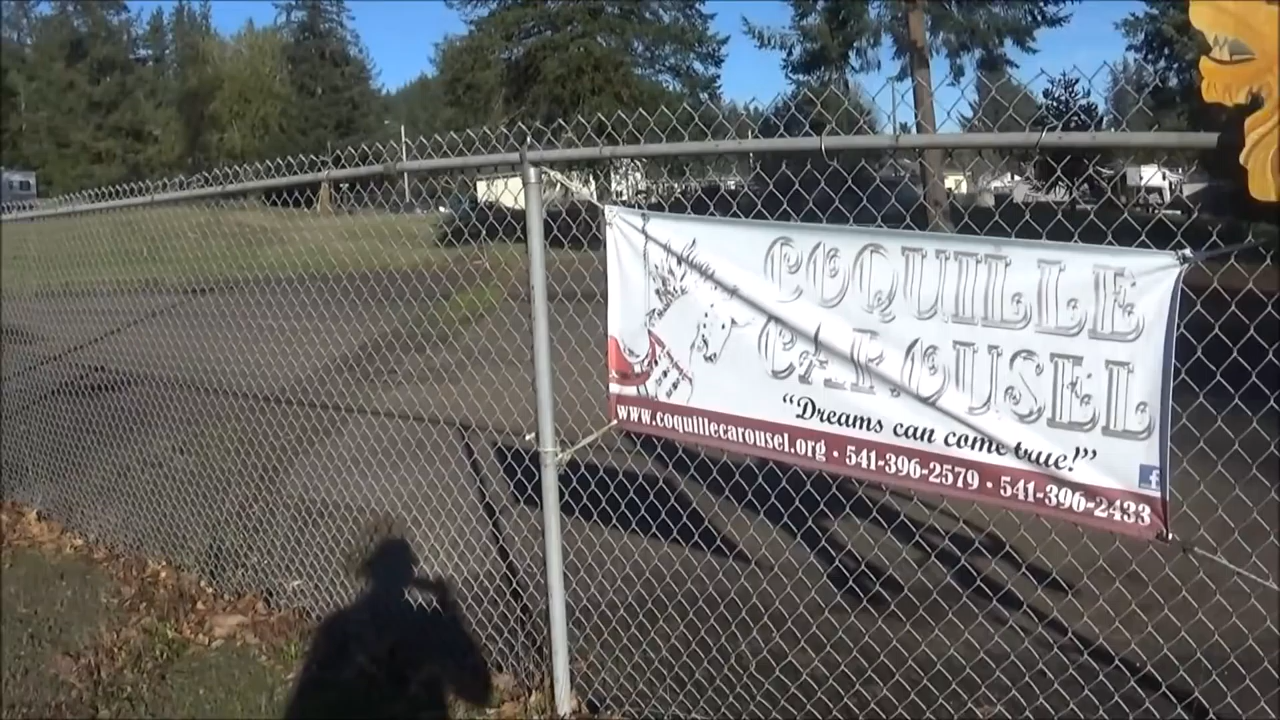 COQUILLE
CAROUSEL
“Dreams can come true!”
www.coquillecarousel.org • 541-396-2579 • 541-396-2433
f